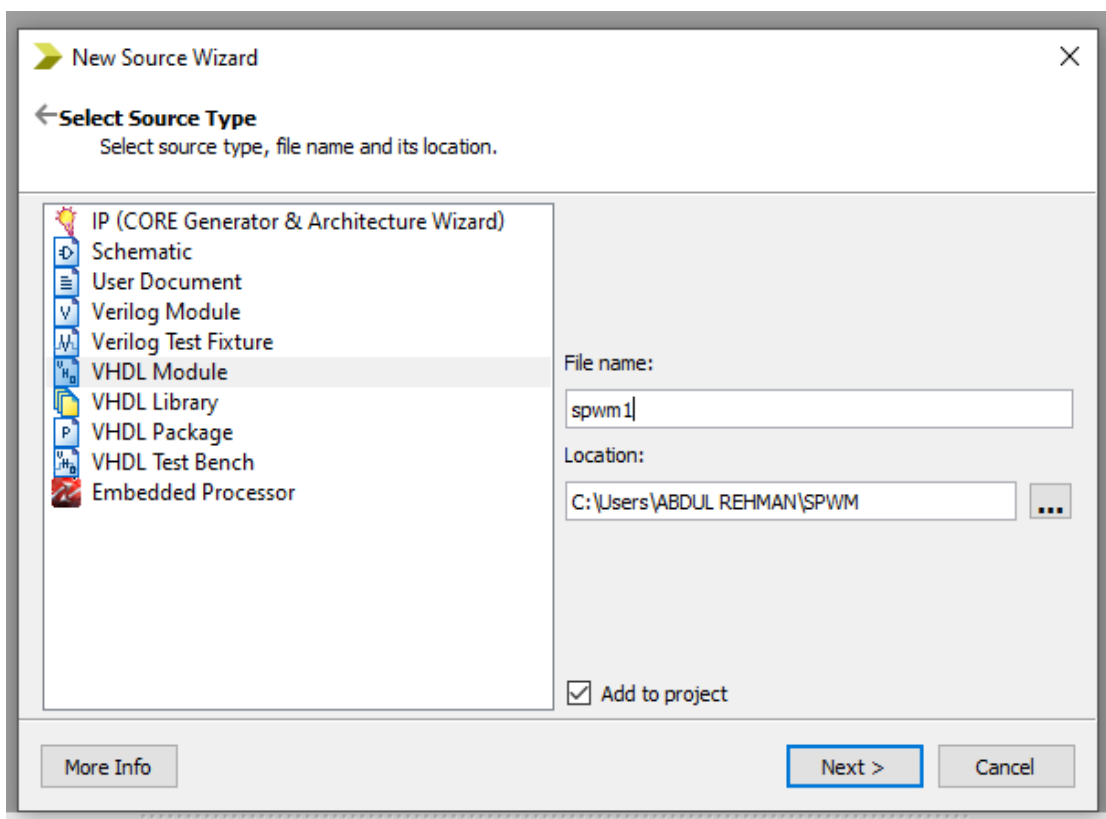 New Source Wizard
Select Source Type
Select source type, file name and its location.
IP (CORE Generator & Architecture Wizard)
Schematic
User Document
Verilog Module
Verilog Test Fixture
VHDL Module
VHDL Library
VHDL Package
VHDL Test Bench
Embedded Processor
File name:
spwm1
Location:
C:\Users\ABDUL REHMAN\SPWM
...
Add to project
More Info
Next >
Cancel